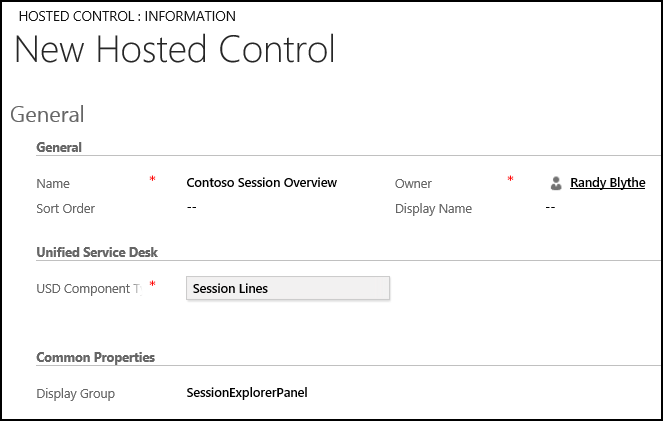 HOSTED CONTROL : INFORMATION
New Hosted Control
General
General
Name * Contoso Session Overview Owner * Randy Blythe
Sort Order -- Display Name --
Unified Service Desk
USD Component T * Session Lines
Common Properties
Display Group SessionExplorerPanel